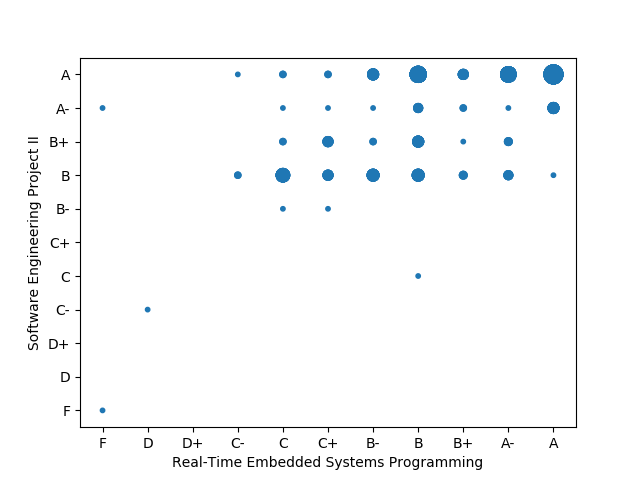 Software Engineering Project II
A
A-
B+
B
B-
C+
C
C-
D+
D
F
F D D+ C- C C+ B- B B+ A- A
Real-Time Embedded Systems Programming